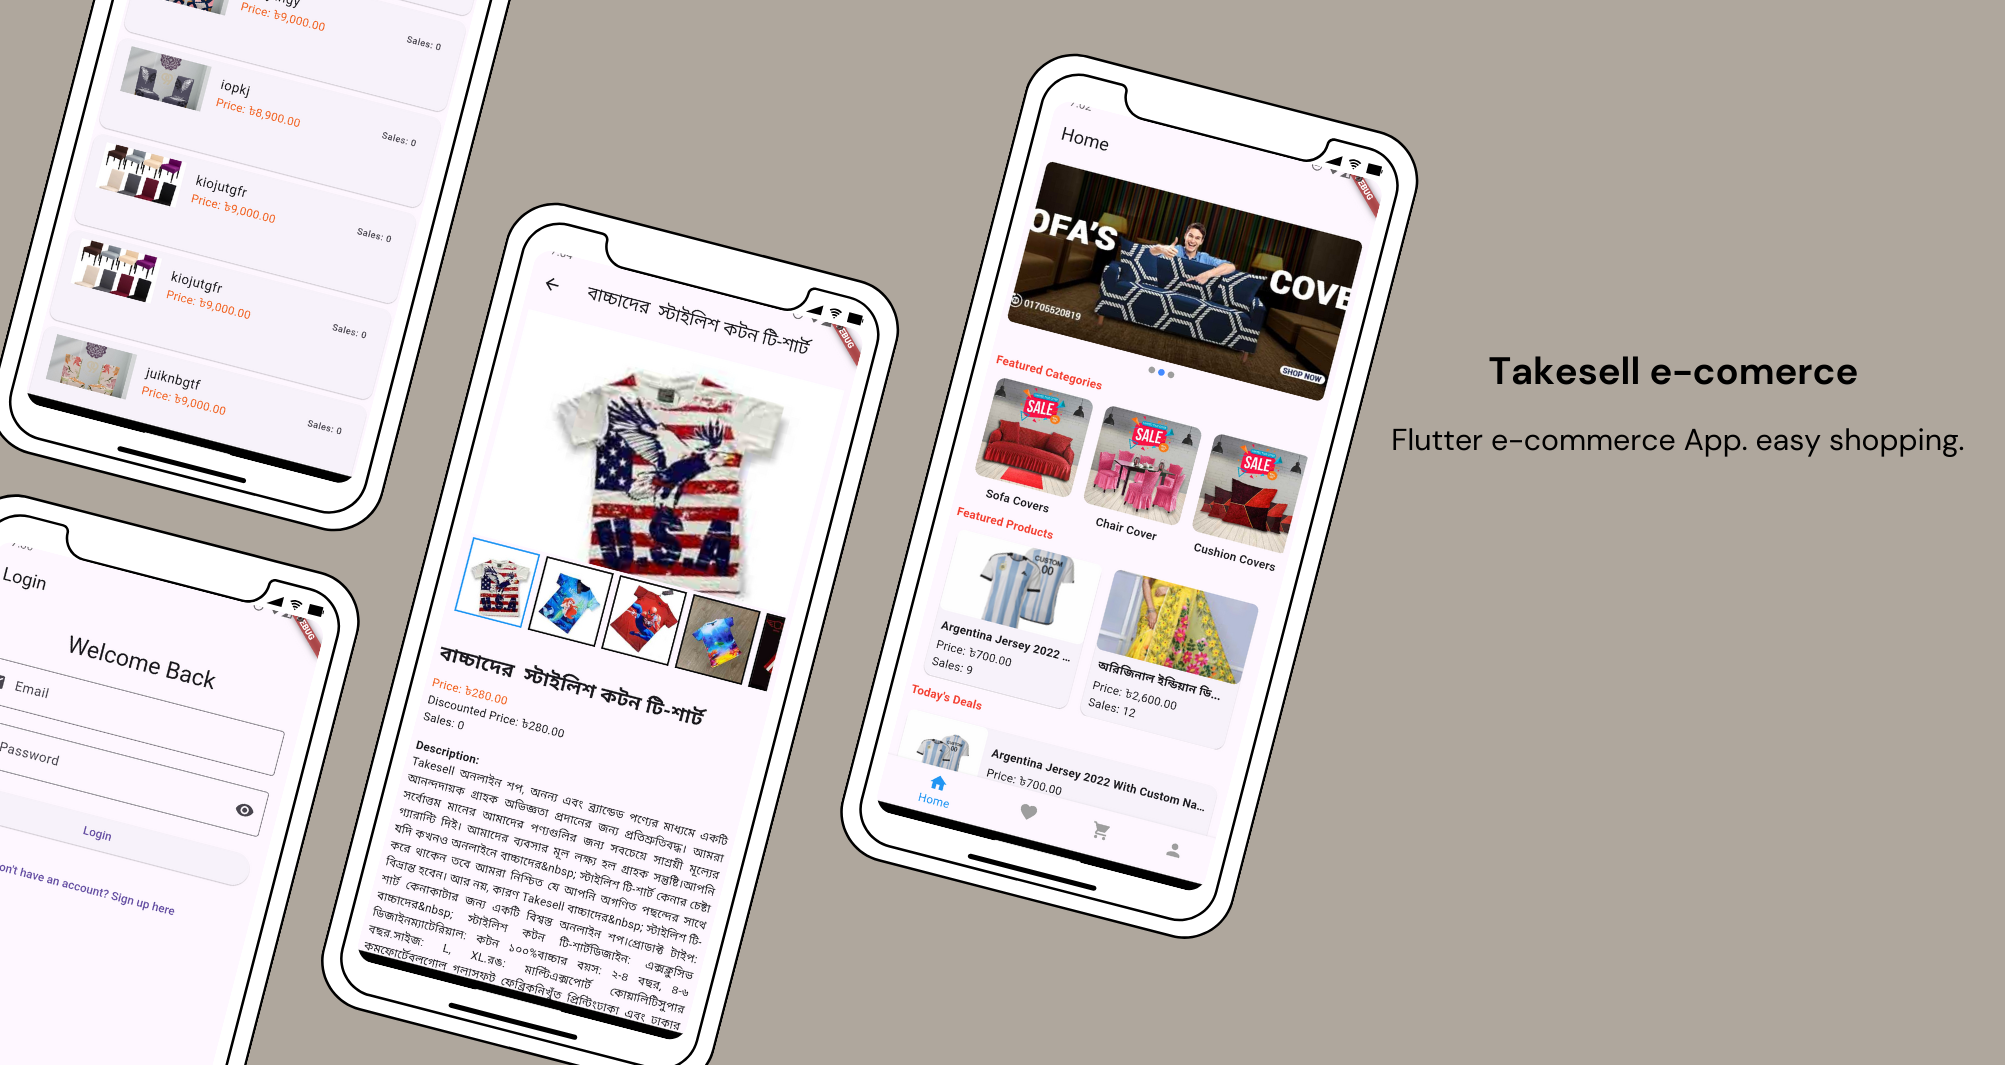 Price: ৳9,000.00
Sales: 0
iopkj
Price: ৳8,900.00
Sales: 0
kiojutgfr
Price: ৳9,000.00
Sales: 0
kiojutgfr
Price: ৳9,000.00
Sales: 0
juiknbgtf
Price: ৳9,000.00
Sales: 0
Login
Welcome Back
Email
Password
Login
on't have an account? Sign up here
বাচ্চাদের স্টাইলিশ কটন টি-শার্ট
U.S.A
বাচ্চাদের স্টাইলিশ কটন টি-শার্ট
Price: ৳280.00
Discounted Price: ৳280.00
Sales: 0
Description:
Takesell অনলাইন শপ, অনন্য এবং ব্র্যান্ডেড পণ্যের মাধ্যমে একটি
আনন্দদায়ক গ্রাহক অভিজ্ঞতা প্রদানের জন্য প্রতিশ্রুতিবদ্ধ। আমরা
সর্বোত্তম মানের আমাদের পণ্যগুলির জন্য সবচেয়ে সাশ্রয়ী মূল্যের
গ্যারান্টি দিই। আমাদের ব্যবসার মূল লক্ষ্য হল গ্রাহক সন্তুষ্টি।আপনি
যদি কখনও অনলাইনে বাচ্চাদের&nbsp; স্টাইলিশ টি-শার্ট কেনার চেষ্টা
করে থাকেন তবে আমরা নিশ্চিত যে আপনি অগণিত পছন্দের সাথে
বিভ্রান্ত হবেন। আর নয়, কারণ Takesell বাচ্চাদের&nbsp; স্টাইলিশ টি-
শার্ট কেনাকাটার জন্য একটি বিশ্বস্ত অনলাইন শপ।প্রোডাক্ট টাইপ:
বাচ্চাদের&nbsp; স্টাইলিশ কটন টি-শার্টডিজাইন: এক্সক্লুসিভ
ডিজাইনম্যাটেরিয়াল: কটন ১০০%বাচ্চার বয়স: ২-৪ বছর, ৪-৬
বছর.সাইজ: L, XL.রঙ: মাল্টিএক্সপোর্ট কোয়ালিটিসুপার
কমফোর্টেবলগোল গলাসফট ফেব্রিকনিখুঁত প্রিন্টিংঢাকা এবং ঢাকার
Home
OFA'S
COVE
01705520819
SHOP NOW
Featured Categories
SALE
SALE
SALE
Sofa Covers
Chair Cover
Cushion Covers
Featured Products
CUSTOM
00
Argentina Jersey 2022 ...
Price: ৳700.00
Sales: 9
অরিজিনাল ইন্ডিয়ান ডি...
Price: ৳2,600.00
Sales: 12
Today's Deals
Argentina Jersey 2022 With Custom Na...
Price: ৳700.00
Home
Takesell e-comerce
Flutter e-commerce App. easy shopping.